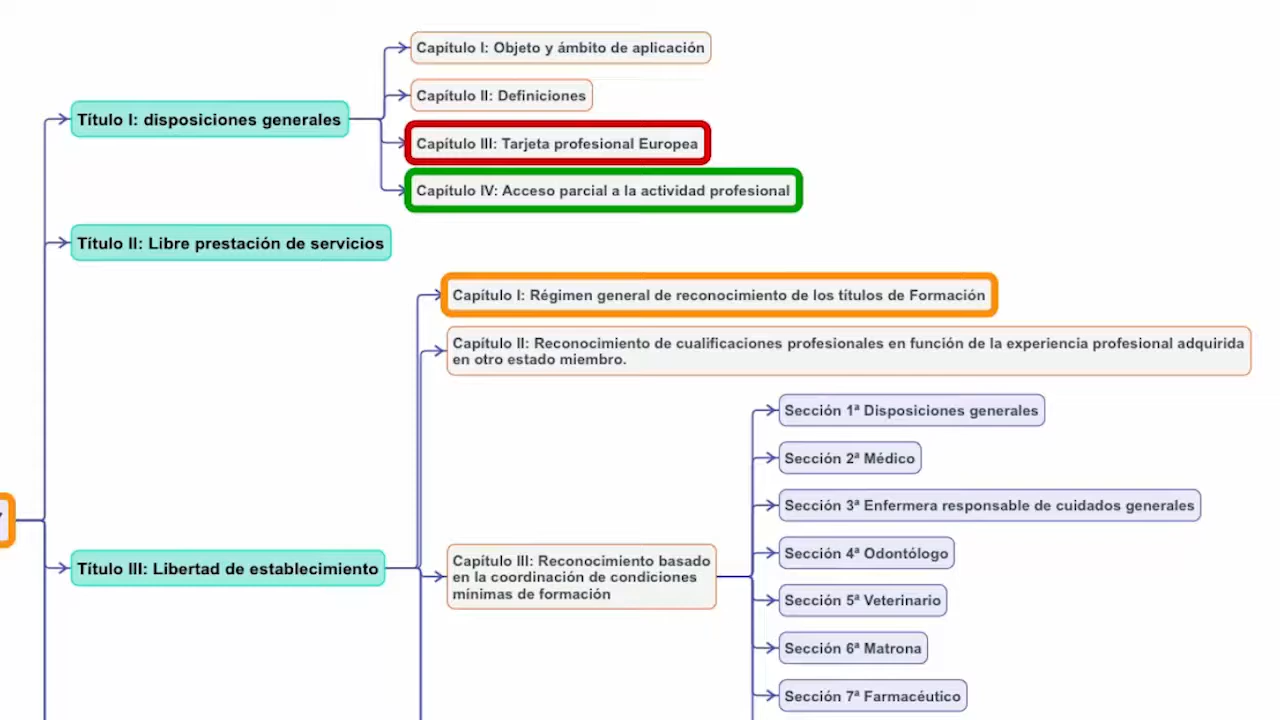 Capítulo I: Objeto y ámbito de aplicación
Capítulo II: Definiciones
Título I: disposiciones generales
Capítulo III: Tarjeta profesional Europea
Capítulo IV: Acceso parcial a la actividad profesional
Título II: Libre prestación de servicios
Capítulo I: Régimen general de reconocimiento de los títulos de Formación
Capítulo II: Reconocimiento de cualificaciones profesionales en función de la experiencia profesional adquirida
en otro estado miembro.
Título III: Libertad de establecimiento
Capítulo III: Reconocimiento basado
en la coordinación de condiciones
mínimas de formación
Sección 1ª Disposiciones generales
Sección 2ª Médico
Sección 3ª Enfermera responsable de cuidados generales
Sección 4ª Odontólogo
Sección 5ª Veterinario
Sección 6ª Matrona
Sección 7ª Farmacéutico